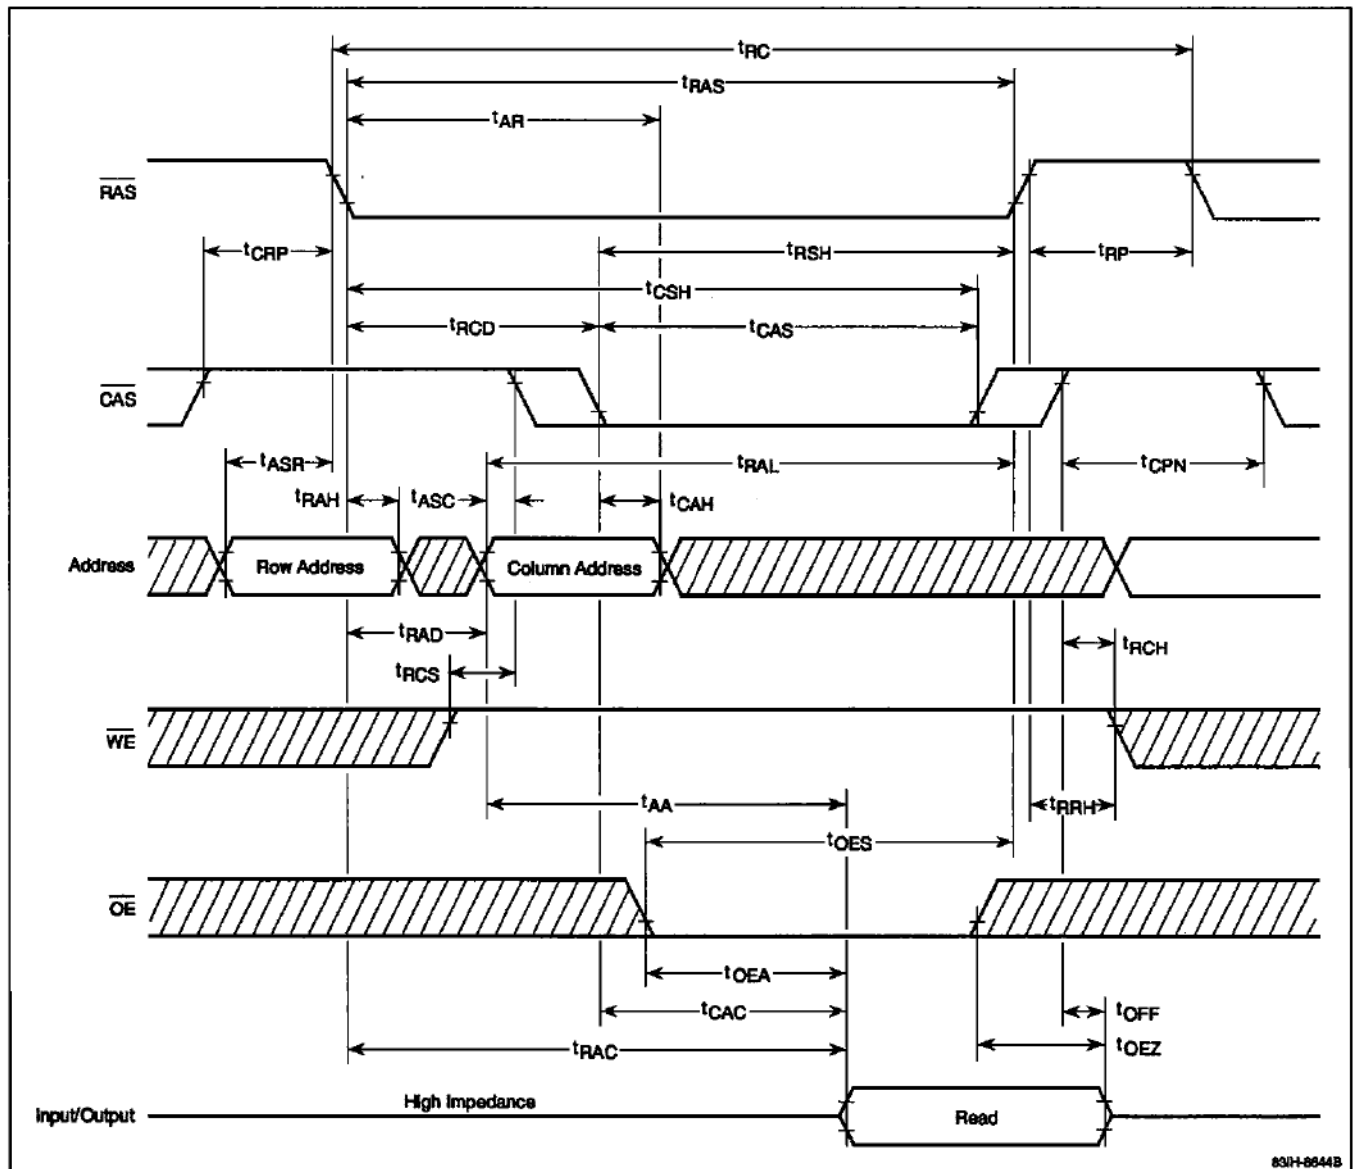 tRC
tRAS
tAR
RAS
tCRP
tRSH
tRP
tCSH
tRCD
tCAS
CAS
tASR
tRAL
tCPN
tRAH
tASC
tCAH
Address
Row Address
Column Address
tRAD
tRCH
tRCS
WE
tAA
tRRH
tOES
OE
tOEA
tCAC
tOFF
tRAC
tOEZ
High Impedance
Input/Output
Read
83IH-8644B